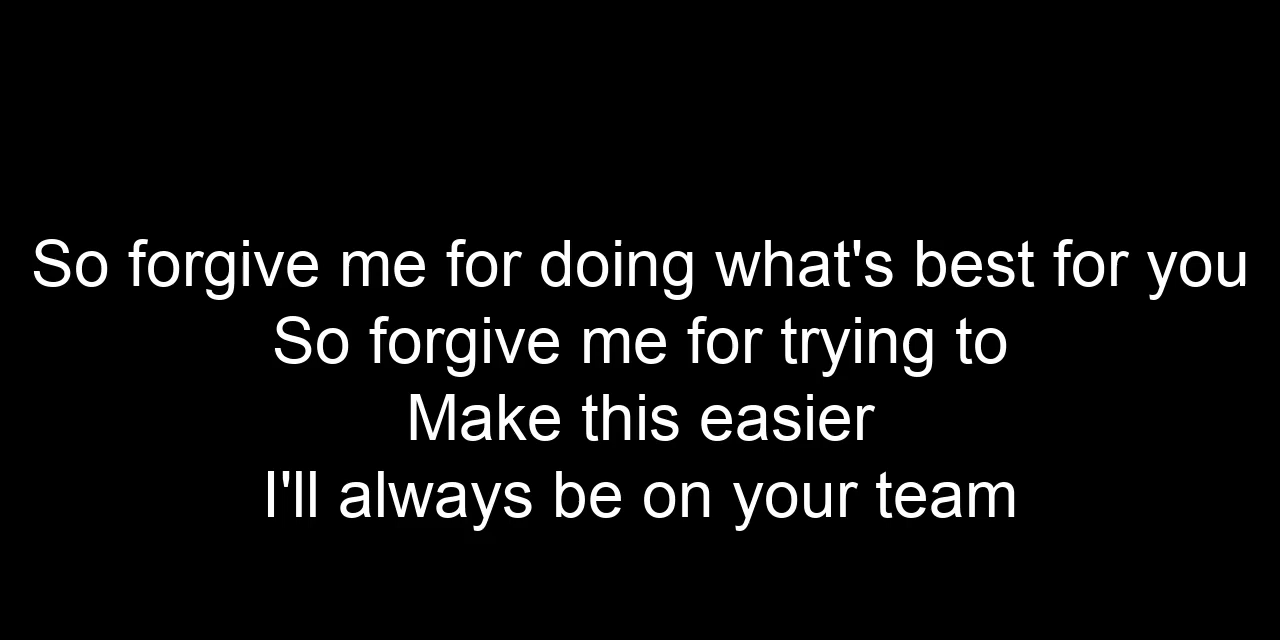 So forgive me for doing what's best for you
So forgive me for trying to
Make this easier
I'll always be on your team